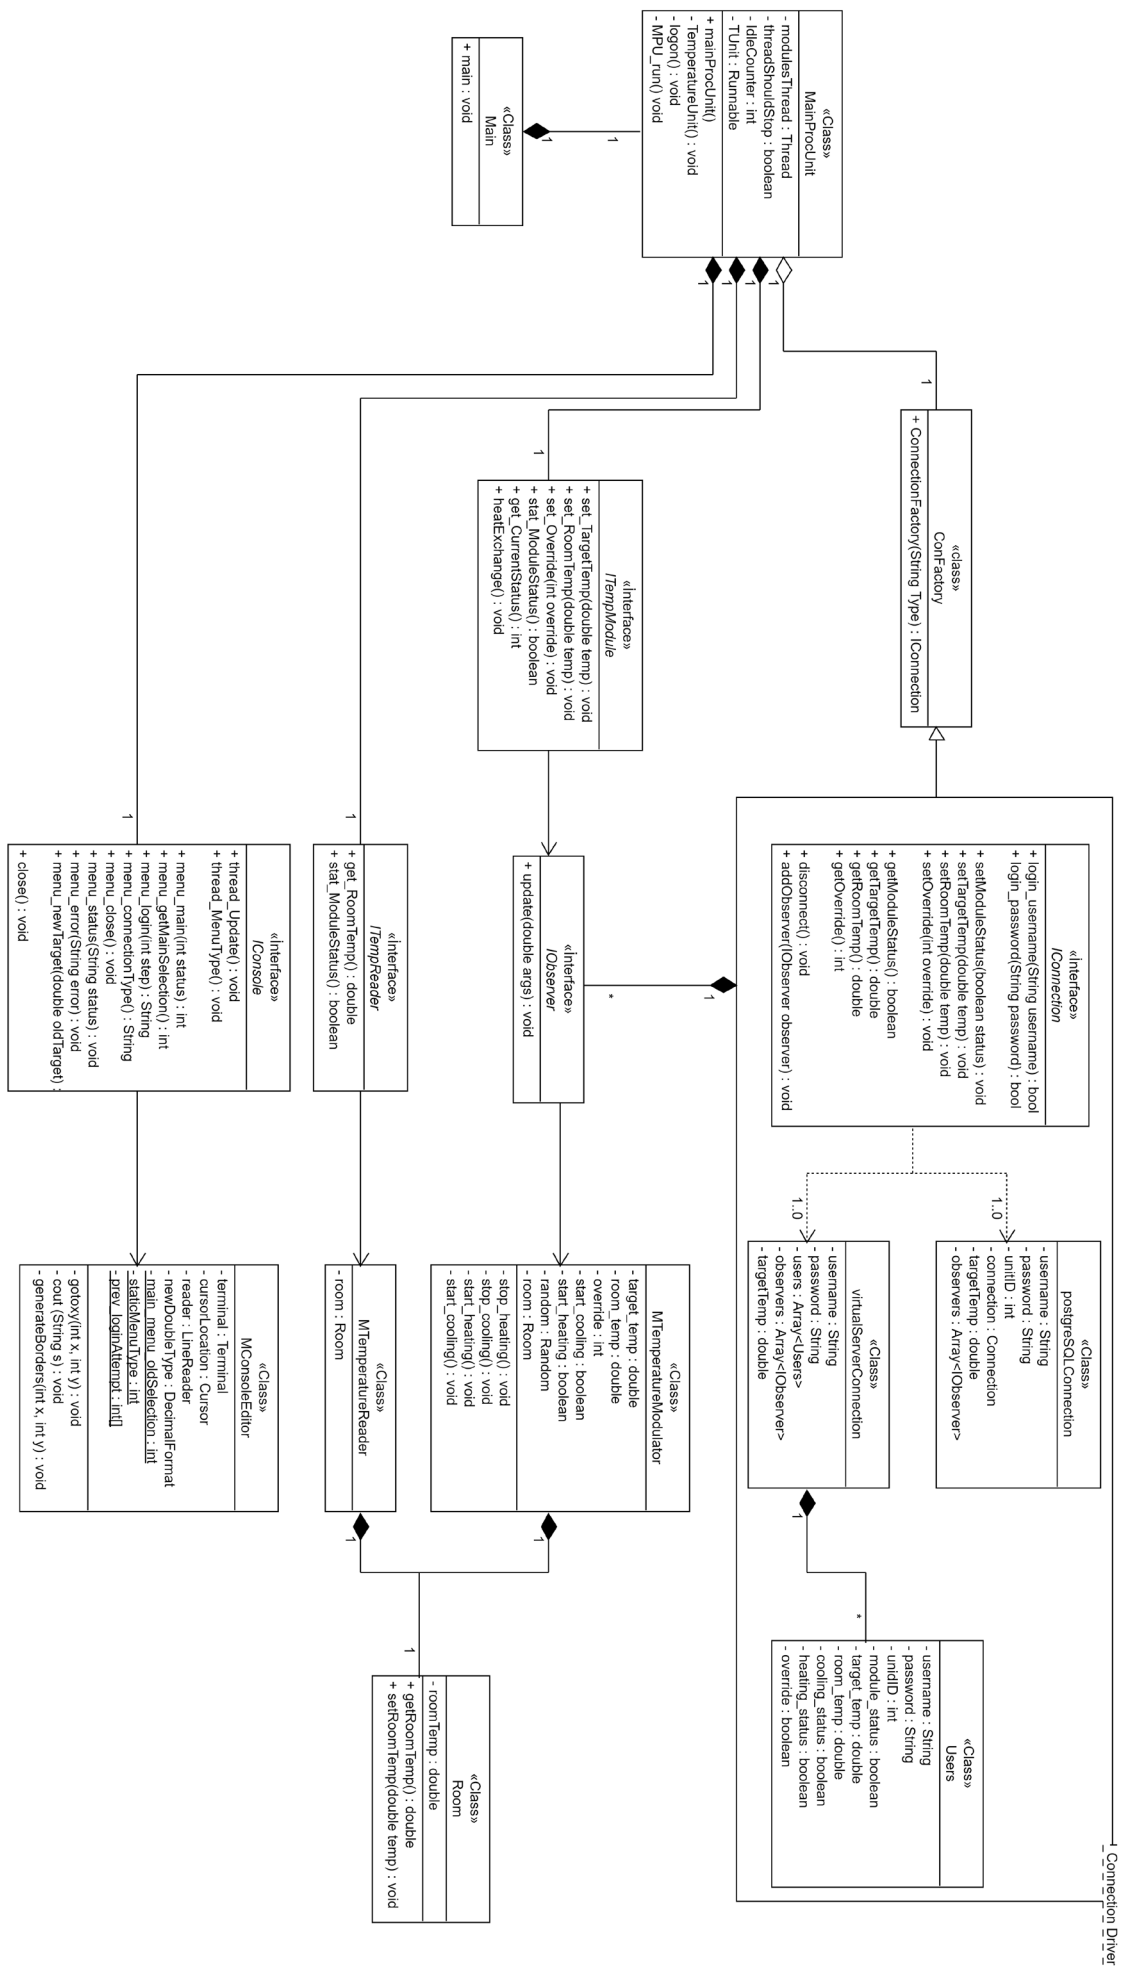 «Class»
MainProcUnit
- modulesThread : Thread
- threadShouldStop : boolean
- IdleCounter : int
- TUnit : Runnable
+ mainProcUnit()
- TemperatureUnit() : void
- logon() : void
- MPU_run() void
«Class»
Main
+ main : void
1
1
1
1
1
1
1
1
1
1
«class»
ConFactory
+ ConnectionFactory(String Type) : IConnection
«İnterface»
ITempModule
+ set_TargetTemp(double temp) : void
+ set_RoomTemp(double temp) : void
+ set_Override(int override) : void
+ stat_ModuleStatus() : boolean
+ get_CurrentStatus() : int
+ heatExchange() : void
«İnterface»
IConnection
+ login_username(String username) : bool
+ login_password(String password) : bool
+ setModuleStatus(boolean status) : void
+ setTargetTemp(double temp) : void
+ setRoomTemp(double temp) : void
+ setOverride(int override) : void
+ getModuleStatus() : boolean
+ getTargetTemp() : double
+ getRoomTemp() : double
+ getOverride() : int
+ disconnect() : void
+ addObserver(IObserver observer) : void
1
*
«İnterface»
IObserver
+ update(double args) : void
«İnterface»
ITempReader
+ get_RoomTemp() : double
+ stat_ModuleStatus() : boolean
«İnterface»
IConsole
+ thread_Update() : void
+ thread_MenuType() : void
+ menu_main(int status) : int
+ menu_getMainSelection() : int
+ menu_login(int step) : String
+ menu_connectionType() : String
+ menu_close() : void
+ menu_status(String status) : void
+ menu_error(String error) : void
+ menu_newTarget(double oldTarget) :
+ close() : void
1..0
1..0
«Class»
postgreSQLConnection
- username : String
- password : String
- unitID : int
- connection : Connection
- targetTemp : double
- observers : Array<IObserver>
«Class»
virtualServerConnection
- username : String
- password : String
- users : Array<Users>
- observers : Array<IObserver>
- targetTemp : double
«Class»
MTemperatureModulator
- target_temp : double
- room_temp : double
- override : int
- start_cooling : boolean
- start_heating : boolean
- random : Random
- room : Room
- stop_heating() : void
- stop_cooling() : void
- start_heating() : void
- start_cooling() : void
«Class»
MTemperatureReader
- room : Room
«Class»
MConsoleEditor
- terminal : Terminal
- cursorLocation : Cursor
- reader : LineReader
- newDoubleType : DecimalFormat
- main_menu_oldSelection : int
- staticMenuType : int
- prev_loginAttempt : int[]
- gotoxy(int x, int y) : void
- cout (String s) : void
- generateBorders(int x, int y) : void
1
*
1
1
1
«Class»
Users
- username : String
- password : String
- unidID : int
- module_status : boolean
- target_temp : double
- room_temp : double
- cooling_status : boolean
- heating_status : boolean
- override : boolean
«Class»
Room
- roomTemp : double
+ getRoomTemp() : double
+ setRoomTemp(double temp) : void
Connection Driver